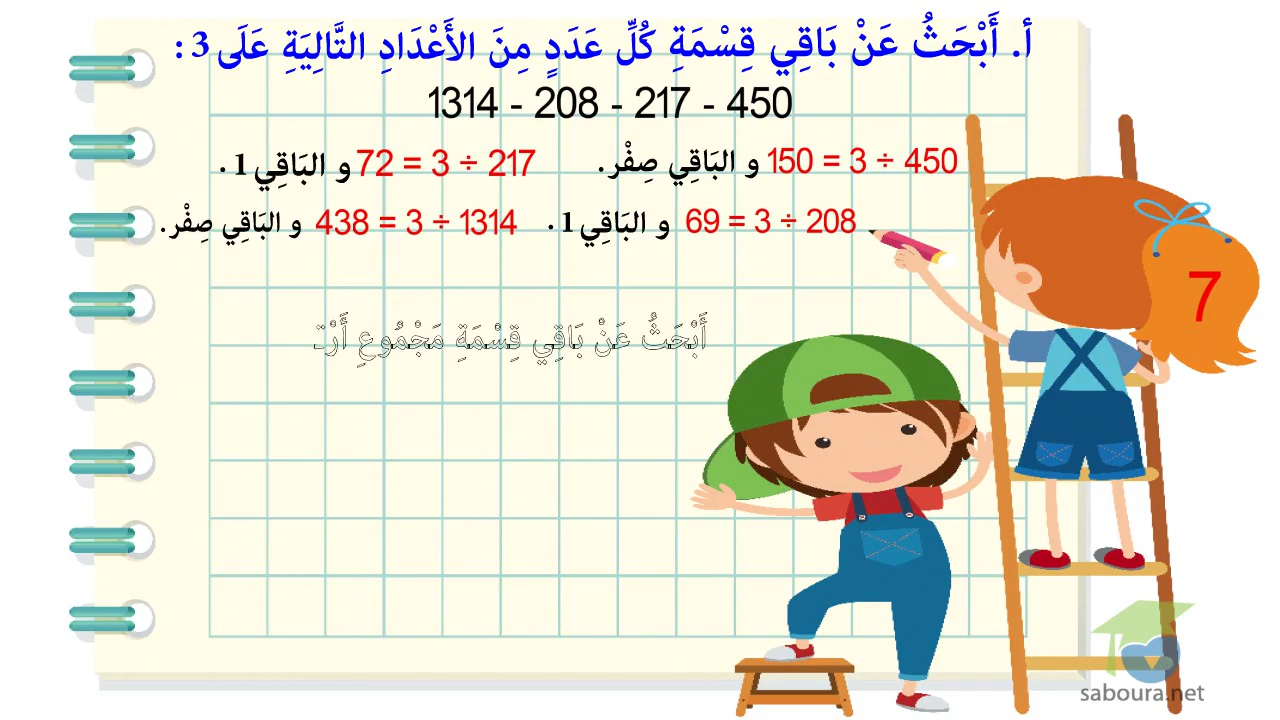 أ. أَبْحَثُ عَنْ بَاقِي قِسْمَةِ كُلِّ عَدَدٍ مِنَ الأَعْدَادِ التَّالِيَةِ عَلَى 3 :
1314 - 208 - 217 - 450
450 ÷ 3 = 150 و البَاقِي صِفْر. 217 ÷ 3 = 72 و البَاقِي 1 .
208 ÷ 3 = 69 و البَاقِي 1 . 1314 ÷ 3 = 438 و البَاقِي صِفْر.
أَبْحَثُ عَنْ بَاقِي قِسْمَةِ مَجْمُوعِ
7
saboura.net